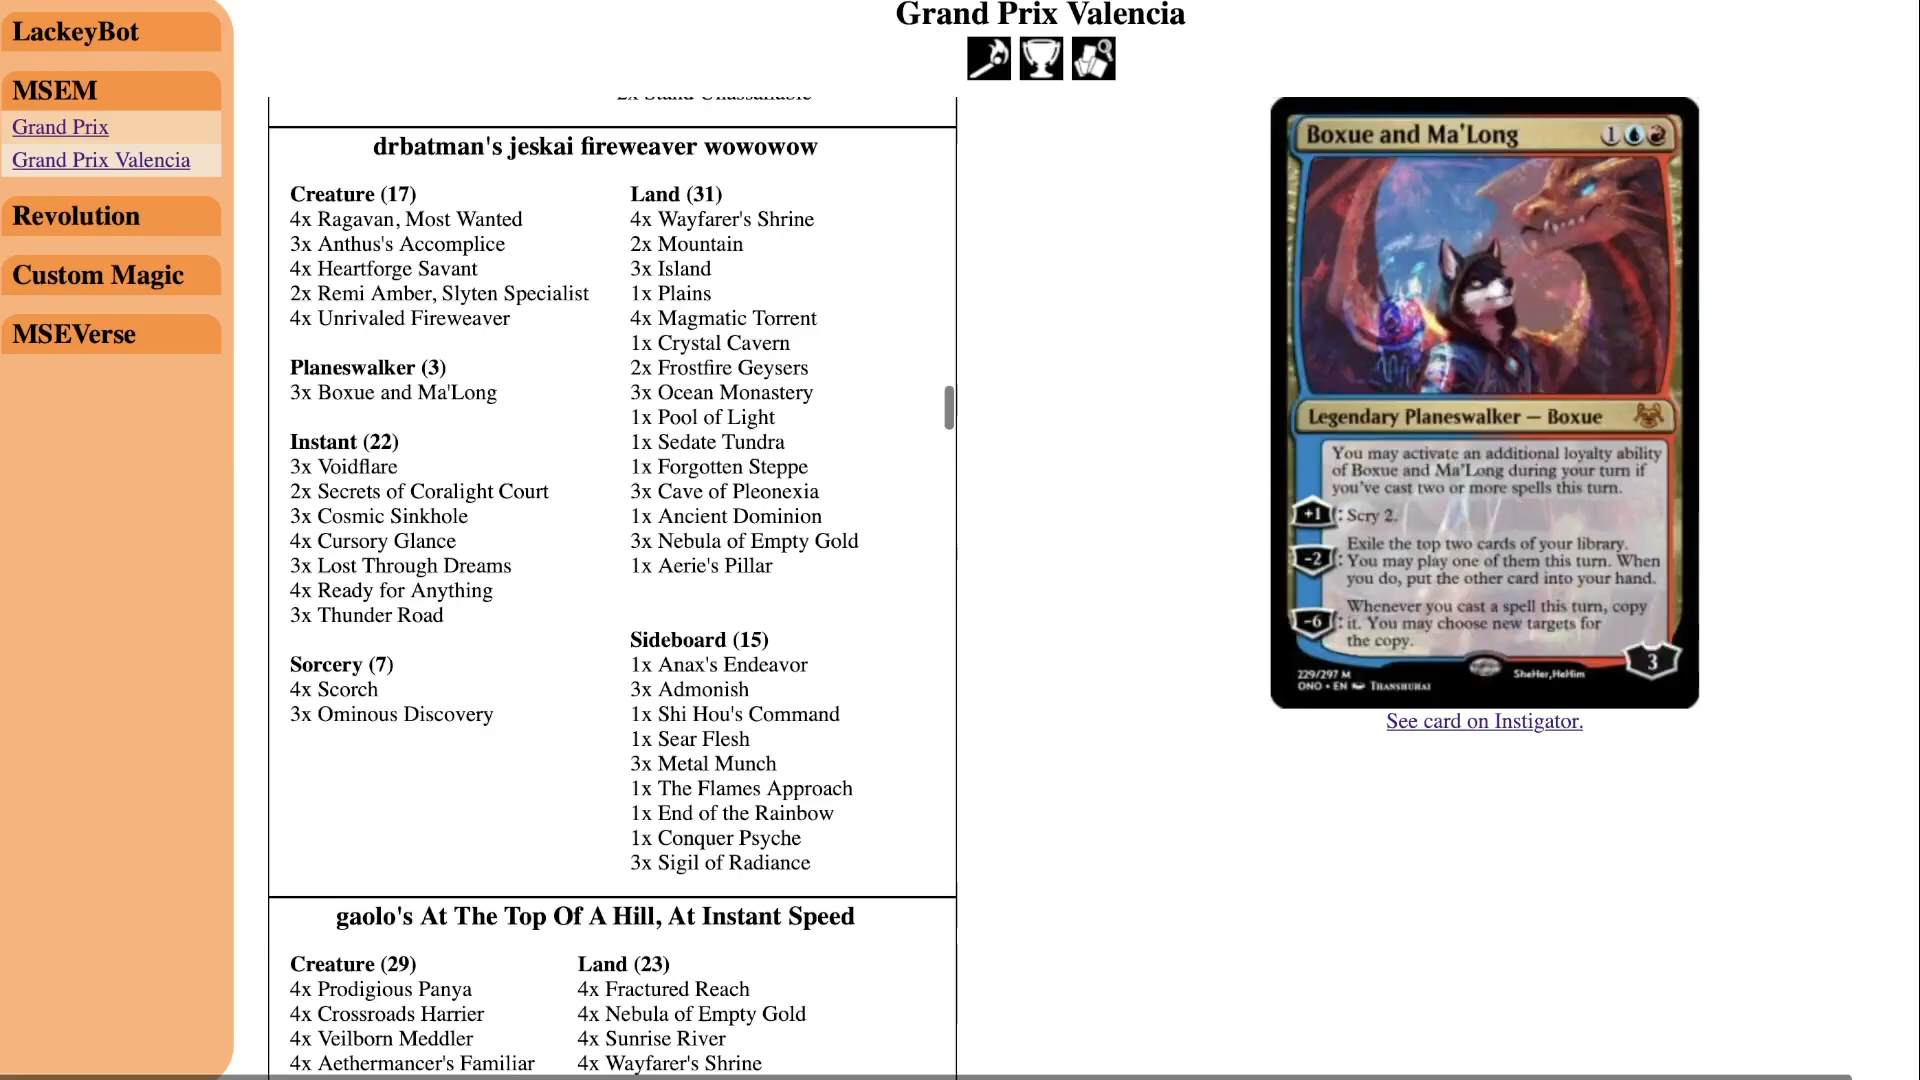 LackeyBot
MSEM
Grand Prix
Grand Prix Valencia
Revolution
Custom Magic
MSEVerse
Grand Prix Valencia
2x Stand Unassailable
drbatman's jeskai fireweaver wowowow
Creature (17)
4x Ragavan, Most Wanted
3x Anthus's Accomplice
4x Heartforge Savant
2x Remi Amber, Slyten Specialist
4x Unrivaled Fireweaver
Planeswalker (3)
3x Boxue and Ma'Long
Instant (22)
3x Voidflare
2x Secrets of Coralight Court
3x Cosmic Sinkhole
4x Cursory Glance
3x Lost Through Dreams
4x Ready for Anything
3x Thunder Road
Sorcery (7)
4x Scorch
3x Ominous Discovery
Land (31)
4x Wayfarer's Shrine
2x Mountain
3x Island
1x Plains
4x Magmatic Torrent
1x Crystal Cavern
2x Frostfire Geysers
3x Ocean Monastery
1x Pool of Light
1x Sedate Tundra
1x Forgotten Steppe
3x Cave of Pleonexia
1x Ancient Dominion
3x Nebula of Empty Gold
1x Aerie's Pillar
Sideboard (15)
1x Anax's Endeavor
3x Admonish
1x Shi Hou's Command
1x Sear Flesh
3x Metal Munch
1x The Flames Approach
1x End of the Rainbow
1x Conquer Psyche
3x Sigil of Radiance
gaolo's At The Top Of A Hill, At Instant Speed
Creature (29)
4x Prodigious Panya
4x Crossroads Harrier
4x Veilborn Meddler
4x Aethermancer's Familiar
Land (23)
4x Fractured Reach
4x Nebula of Empty Gold
4x Sunrise River
4x Wayfarer's Shrine
Boxue and Ma'Long 1
Legendary Planeswalker — Boxue
You may activate an additional loyalty ability
of Boxue and Ma'Long during your turn if
you've cast two or more spells this turn.
+1 : Scry 2.
Exile the top two cards of your library.
-2 : You may play one of them this turn. When
you do, put the other card into your hand.
Whenever you cast a spell this turn, copy
-6 : it. You may choose new targets for
the copy.
3
229/297 M
SheHer,HeHim
ONO • EN Thanshuhai
See card on Instigator.